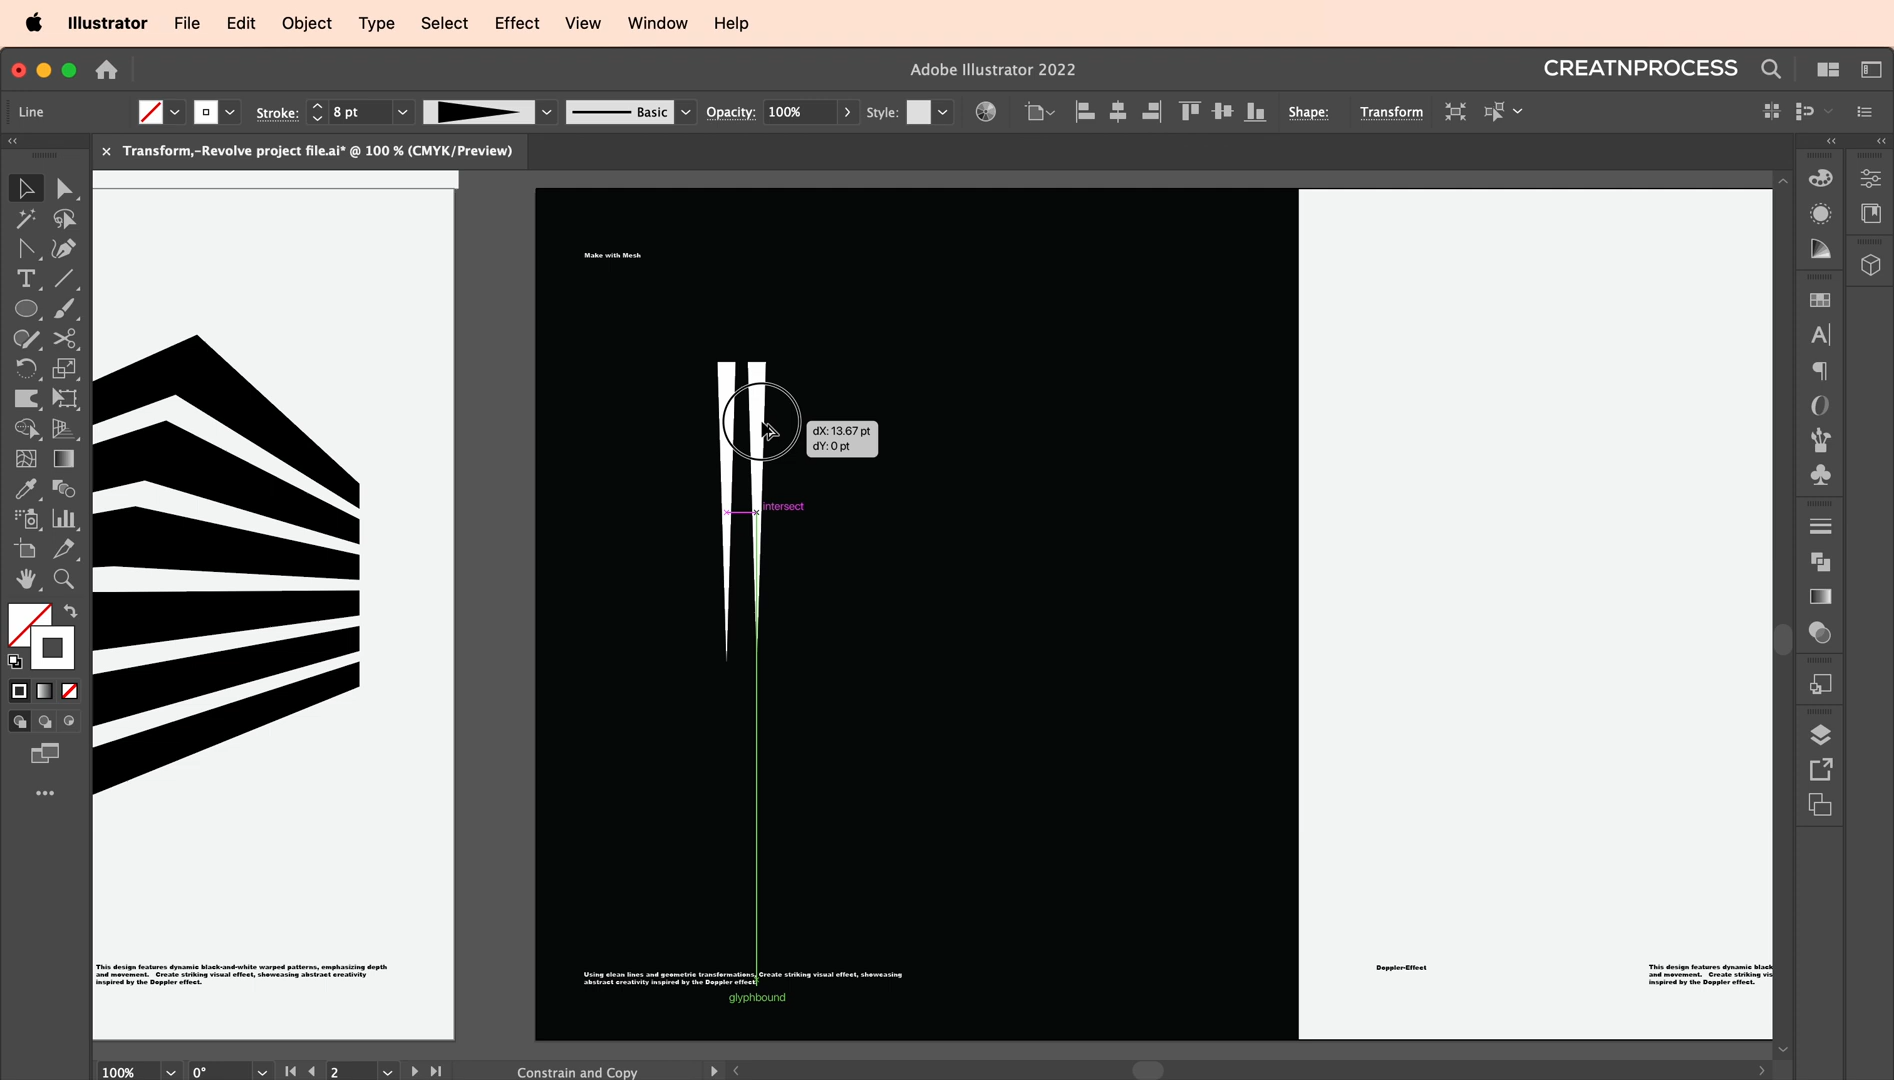 Illustrator File Edit Object Type Select Effect View Window Help
Adobe Illustrator 2022
CREATNPROCESS
Line
Stroke: 8 pt
Basic
Opacity: 100%
Style:
Shape:
Transform
× Transform,-Revolve project file.ai* @ 100 % (CMYK/Preview)
Make with Mesh
dX: 13.67 pt
dY: 0 pt
intersect
This design features dynamic black-and-white warped patterns, emphasizing depth
and movement. Create striking visual effect, showseing abstract creativity
inspired by the Doppler effect.
Using clean lines and geometric transformations, Create striking visual effect, showseing
abstract creativity inspired by the Doppler effect.
glyphbound
Doppler-Effect
This design features dynamic black
and movement. Create striking vis
inspired by the Doppler effect.
100% 0° 2 Constrain and Copy